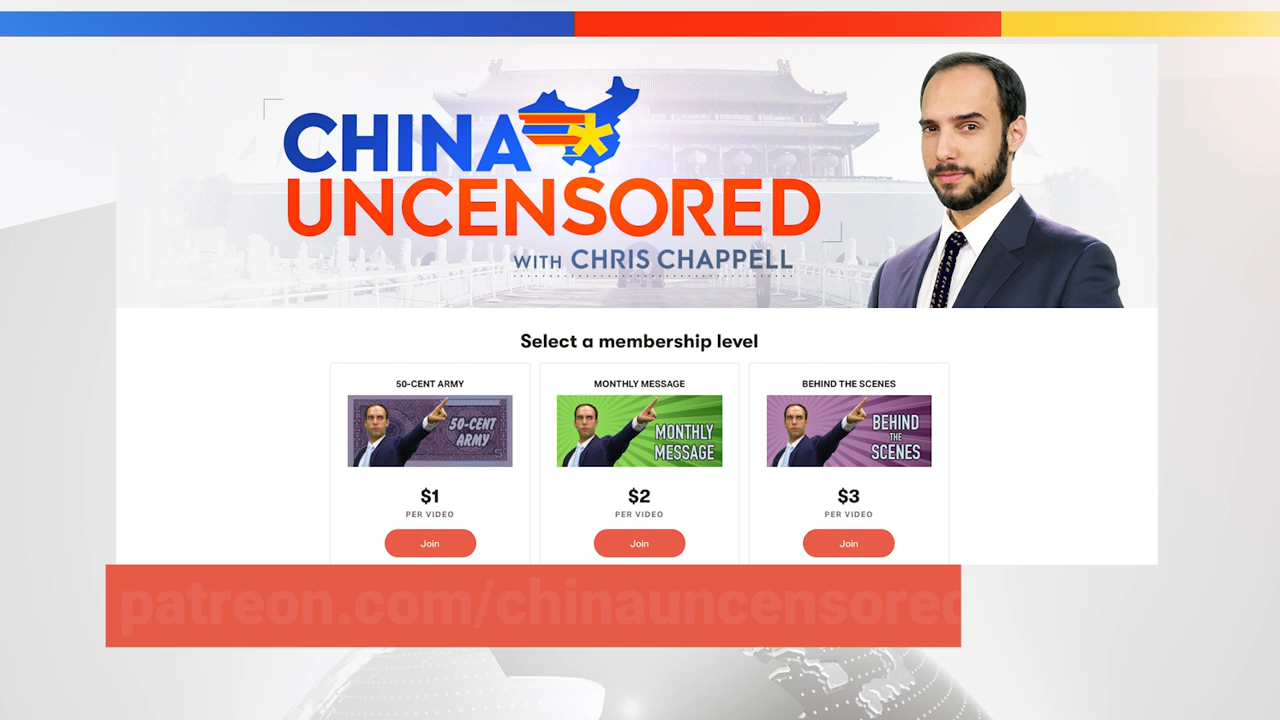 CHINA
UNCENSORED
WITH CHRIS CHAPPELL
Select a membership level
50-CENT ARMY
MONTHLY MESSAGE
BEHIND THE SCENES
50-CENT
ARMY
MONTHLY
MESSAGE
BEHIND
THE
SCENES
$1
$2
$3
PER VIDEO
PER VIDEO
PER VIDEO
Join
Join
Join
patreon.com/chinauncensored